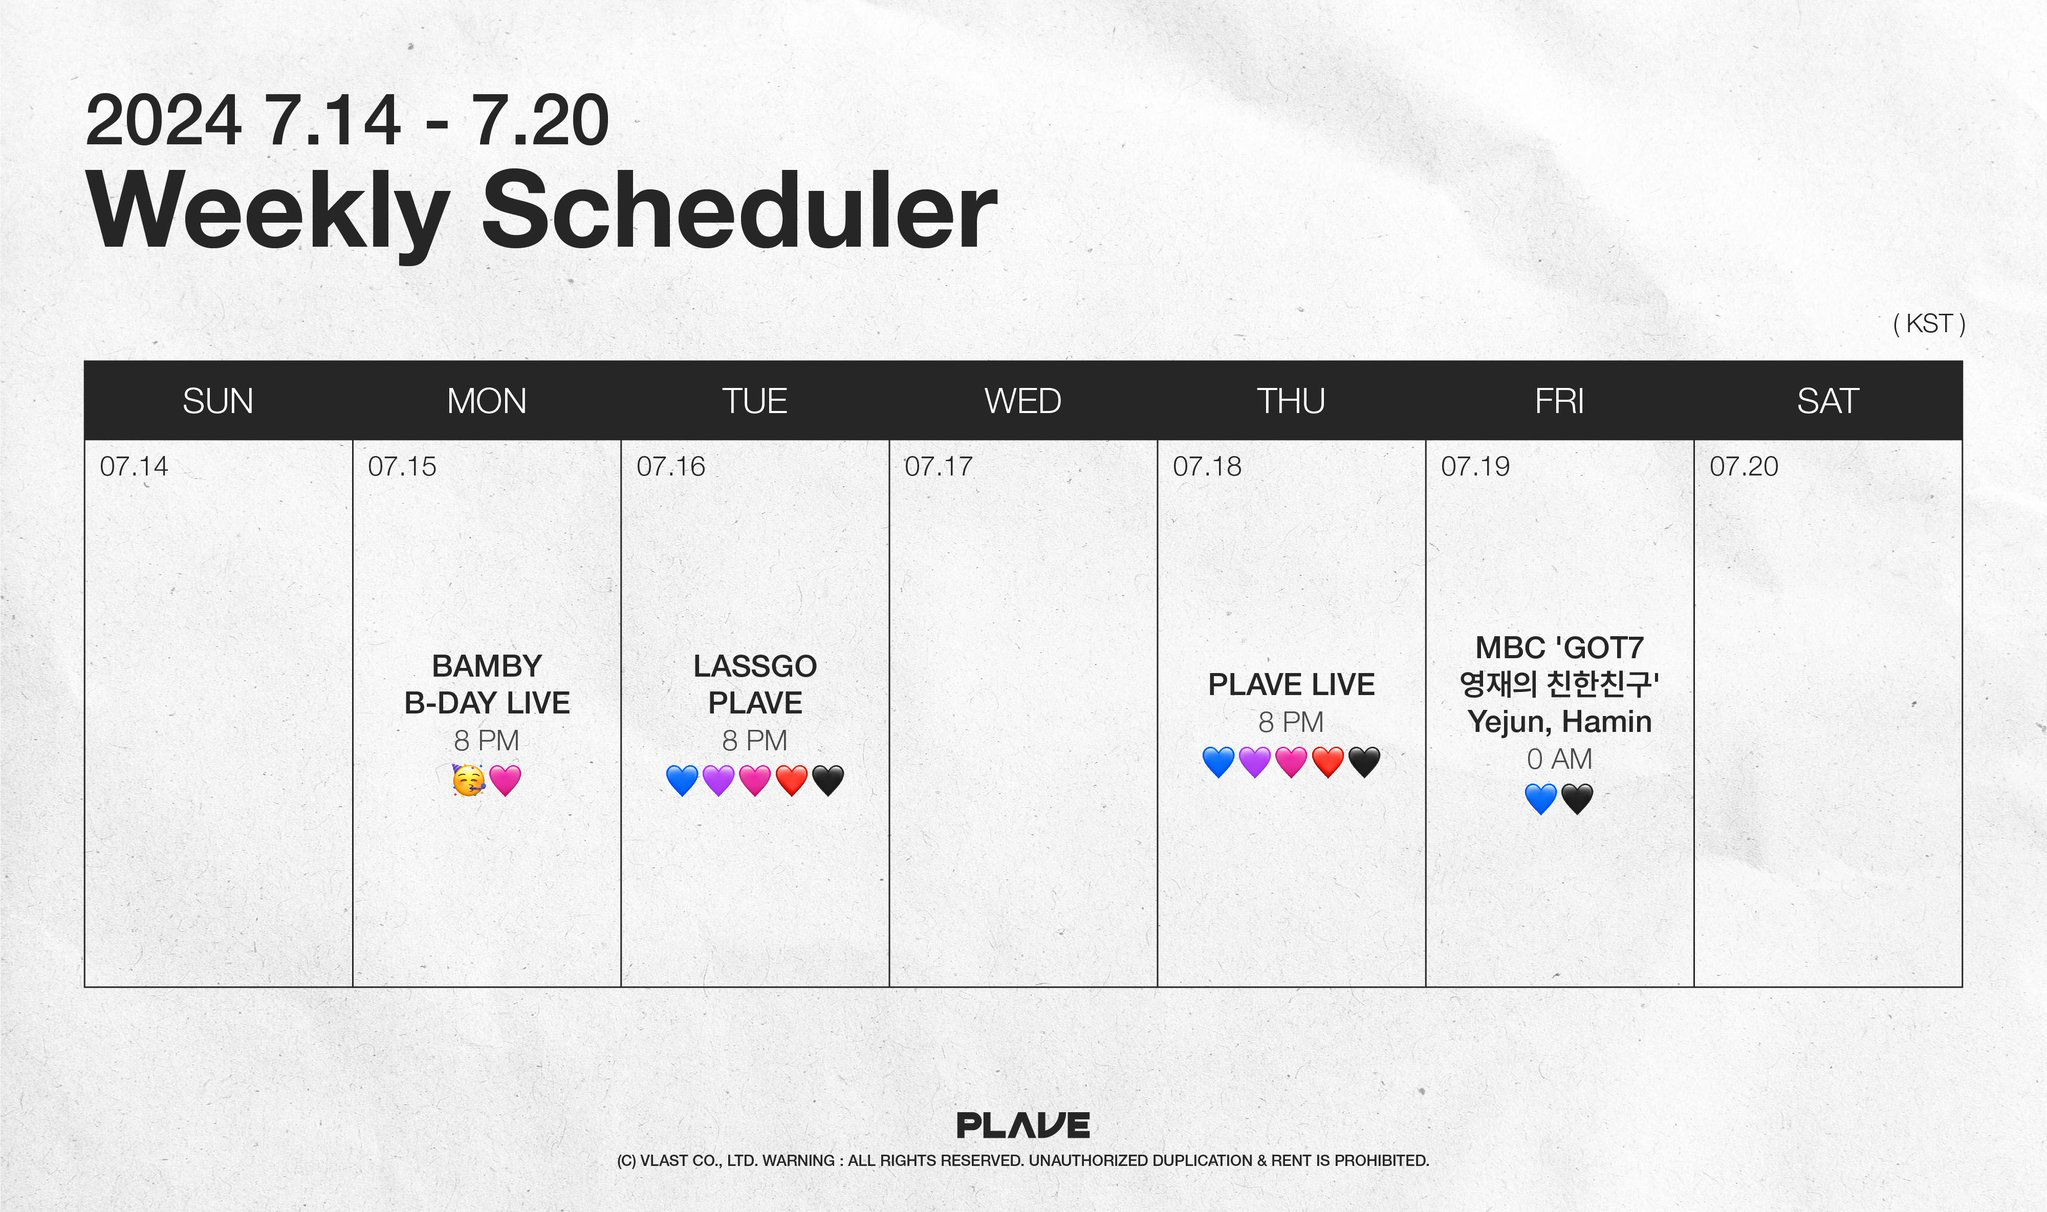 2024 7.14 - 7.20
Weekly Scheduler
( KST )
SUN MON TUE WED THU FRI SAT
07.14
07.15
BAMBY
B-DAY LIVE
8 PM
🥳🩷
07.16
LASSGO
PLAVE
8 PM
💙💜🩷❤️🖤
07.17
07.18
PLAVE LIVE
8 PM
💙💜🩷❤️🖤
07.19
MBC 'GOT7
영재의 친한친구'
Yejun, Hamin
0 AM
💙🖤
07.20
PLAVE
(C) VLAST CO., LTD. WARNING : ALL RIGHTS RESERVED. UNAUTHORIZED DUPLICATION & RENT IS PROHIBITED.